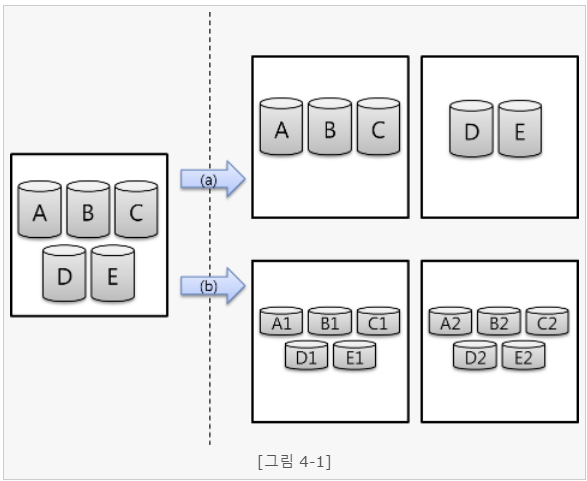 A B C
D E
(a)
A B C
D E
(b)
A1 B1 C1
D1 E1
A2 B2 C2
D2 E2
[그림 4-1]